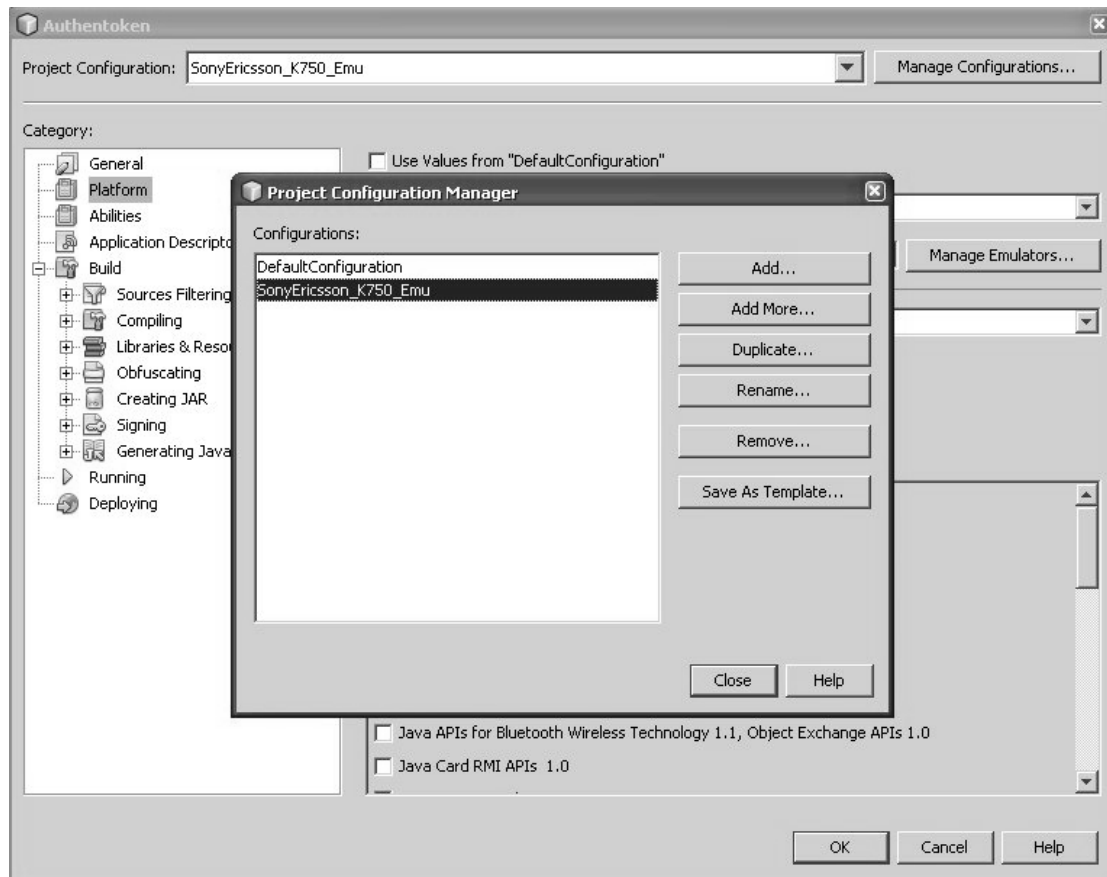 Authentoken
Project Configuration: SonyEricsson_K750_Emu Manage Configurations...
Category:
General
Platform
Abilities
Application Descripto
Build
Sources Filtering
Compiling
Libraries & Resou
Obfuscating
Creating JAR
Signing
Generating Java
Running
Deploying
Use Values from "DefaultConfiguration"
Manage Emulators...
Project Configuration Manager
Configurations:
DefaultConfiguration
SonyEricsson_K750_Emu
Add...
Add More...
Duplicate...
Rename...
Remove...
Save As Template...
Close Help
Java APIs for Bluetooth Wireless Technology 1.1, Object Exchange APIs 1.0
Java Card RMI APIs 1.0
OK Cancel Help